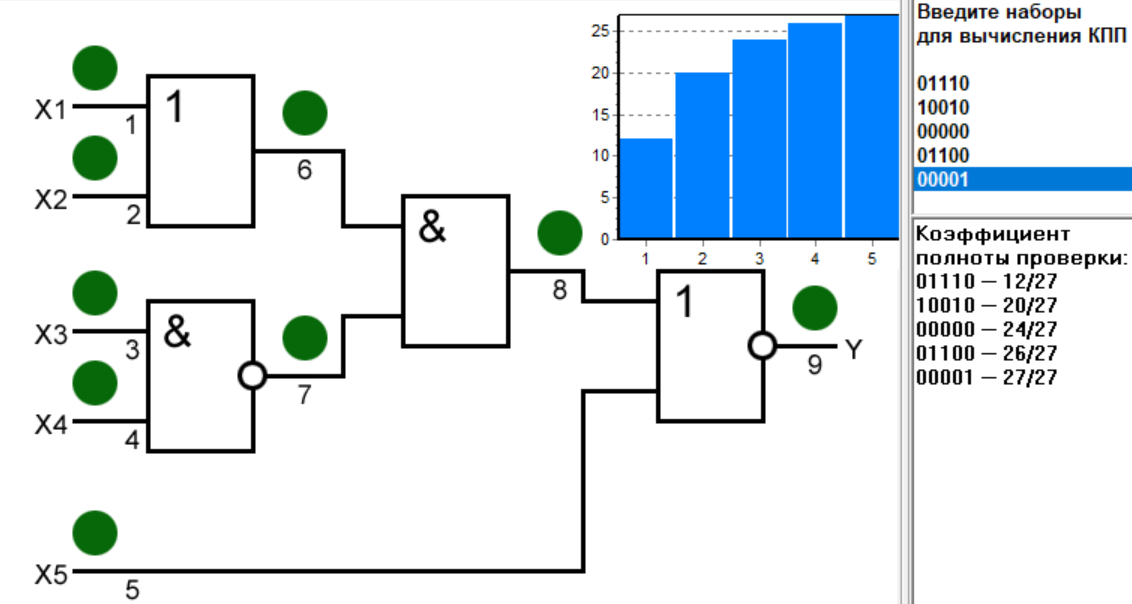 X1
1
1
X2
2
6
X3
3
&
X4
4
7
&
8
X5
5
1
9
Y
25
20
15
10
5
0
1 2 3 4 5
Введите наборы
для вычисления КПП
01110
10010
00000
01100
00001
Коэффициент
полноты проверки:
01110 — 12/27
10010 — 20/27
00000 — 24/27
01100 — 26/27
00001 — 27/27